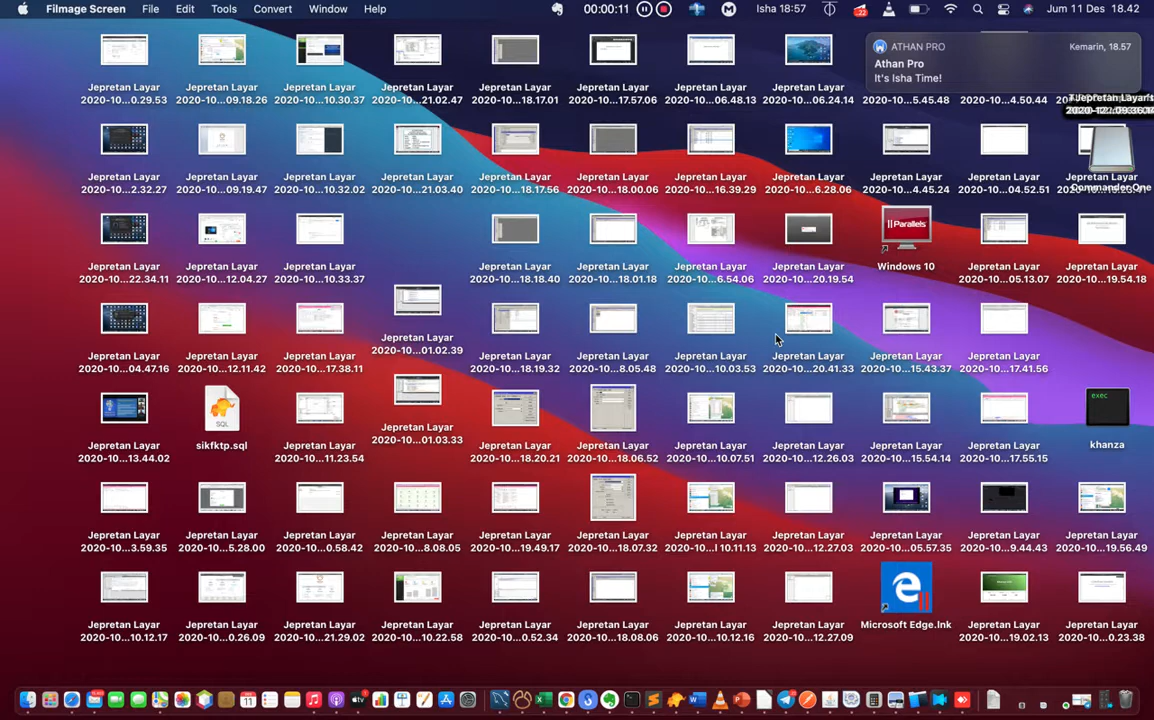 Filmage Screen File Edit Tools Convert Window Help 00:00:11 Isha 18:57 Jum 11 Des 18.42
ATHAN PRO Kemarin, 18.57
Athan Pro
It's Isha Time!
Jepretan Layar Jepretan Layar Jepretan Layar Jepretan Layar Jepretan Layar Jepretan Layar Jepretan Layar Jepretan Layar
2020-10...0.29.53 2020-10...09.18.26 2020-10...10.30.37 2020-10...21.02.47 2020-10...18.17.01 2020-10...17.57.06 2020-10...06.48.13 2020-10...06.24.14 2020-10...5.45.48 2020-10...4.50.44
Jepretan Layar Jepretan Layar Jepretan Layar Jepretan Layar Jepretan Layar Jepretan Layar Jepretan Layar Jepretan Layar Jepretan Layar Jepretan Layar Commander One
2020-10...2.32.27 2020-10...09.19.47 2020-10...10.32.02 2020-10...21.03.40 2020-10...18.17.56 2020-10...18.00.06 2020-10...16.39.29 2020-10...6.28.06 2020-10...4.45.24 2020-10...04.52.51
Parallels
Jepretan Layar Jepretan Layar Jepretan Layar Jepretan Layar Jepretan Layar Jepretan Layar Jepretan Layar Windows 10 Jepretan Layar Jepretan Layar
2020-10...22.34.11 2020-10...12.04.27 2020-10...10.33.37 2020-10...18.18.40 2020-10...18.01.18 2020-10...6.54.06 2020-10...20.19.54 2020-10...05.13.07 2020-10...19.54.18
Jepretan Layar
2020-10...01.02.39
Jepretan Layar Jepretan Layar Jepretan Layar Jepretan Layar Jepretan Layar Jepretan Layar Jepretan Layar Jepretan Layar Jepretan Layar
2020-10...04.47.16 2020-10...12.11.42 2020-10...17.38.11 2020-10...18.19.32 2020-10...8.05.48 2020-10...10.03.53 2020-10...20.41.33 2020-10...15.43.37 2020-10...17.41.56
exec
SQL
Jepretan Layar
2020-10...01.03.33
Jepretan Layar sikfktp.sql Jepretan Layar Jepretan Layar Jepretan Layar Jepretan Layar Jepretan Layar Jepretan Layar Jepretan Layar khanza
2020-10...13.44.02 2020-10...11.23.54 2020-10...18.20.21 2020-10...18.06.52 2020-10...10.07.51 2020-10...12.26.03 2020-10...15.54.14 2020-10...17.55.15
Jepretan Layar Jepretan Layar Jepretan Layar Jepretan Layar Jepretan Layar Jepretan Layar Jepretan Layar Jepretan Layar Jepretan Layar Jepretan Layar Jepretan Layar
2020-10...3.59.35 2020-10...5.28.00 2020-10...0.58.42 2020-10...8.08.05 2020-10...19.49.17 2020-10...18.07.32 2020-10...l 10.11.13 2020-10...12.27.03 2020-10...05.57.35 2020-10...9.44.43 2020-10...19.56.49
Jepretan Layar Jepretan Layar Jepretan Layar Jepretan Layar Jepretan Layar Jepretan Layar Jepretan Layar Jepretan Layar Microsoft Edge.lnk Jepretan Layar Jepretan Layar
2020-10...10.12.17 2020-10...0.26.09 2020-10...21.29.02 2020-10...10.22.58 2020-10...0.52.34 2020-10...18.08.06 2020-10...10.12.16 2020-10...12.27.09 2020-10...19.02.13 2020-10...0.23.38